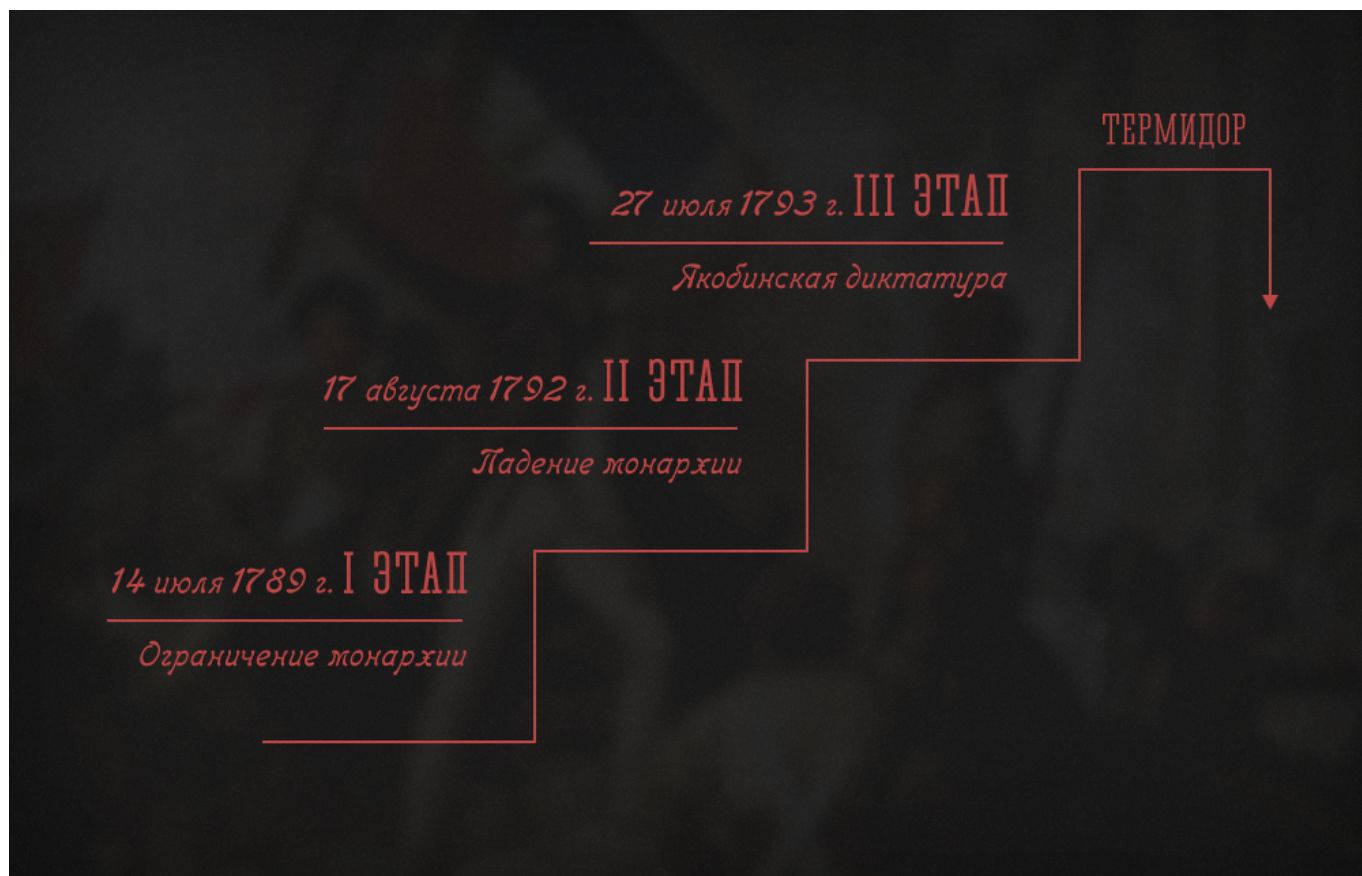 ТЕРМИДОР
27 июля 1793 г. III ЭТАП
Якобинская диктатура
17 августа 1792 г. II ЭТАП
Падение монархии
14 июля 1789 г. I ЭТАП
Ограничение монархии